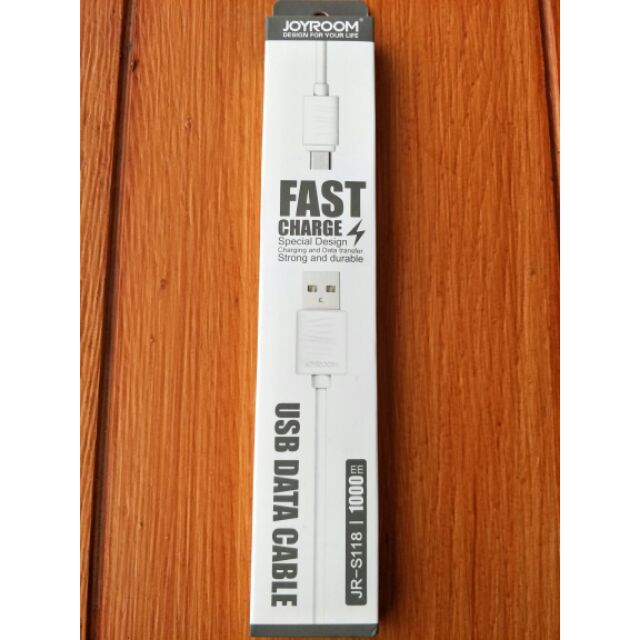 JOYROOM
DESIGN FOR YOUR LIFE
FAST
CHARGE
Special Design
Charging and Data transfer
Strong and durable
JOYROOM
USB DATA CABLE
JR-S118 | 1000mm